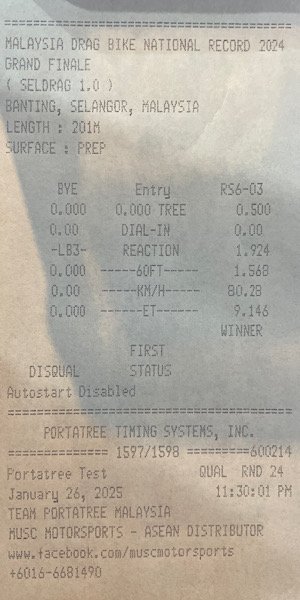 ==========================================
MALAYSIA DRAG BIKE NATIONAL RECORD 2024
GRAND FINALE
( SELDRAG 1.0 )
BANTING, SELANGOR, MALAYSIA
LENGTH : 201M
SURFACE : PREP
BYE Entry RS6-03
0.000 0.000 TREE 0.500
0.00 DIAL-IN 0.00
-LB3- REACTION 1.924
0.000 ------60FT------ 1.568
0.00 ------KM/H------ 80.28
0.000 -------ET------- 9.146
WINNER
FIRST
DISQUAL STATUS
Autostart Disabled
==========================================
PORTATREE TIMING SYSTEMS, INC.
============== 1597/1598 =========600214
Portatree Test QUAL RND 24
January 26, 2025 11:30:01 PM
TEAM PORTATREE MALAYSIA
MUSC MOTORSPORTS - ASEAN DISTRIBUTOR
www.facebook.com/muscmotorsports
+6016-6681490